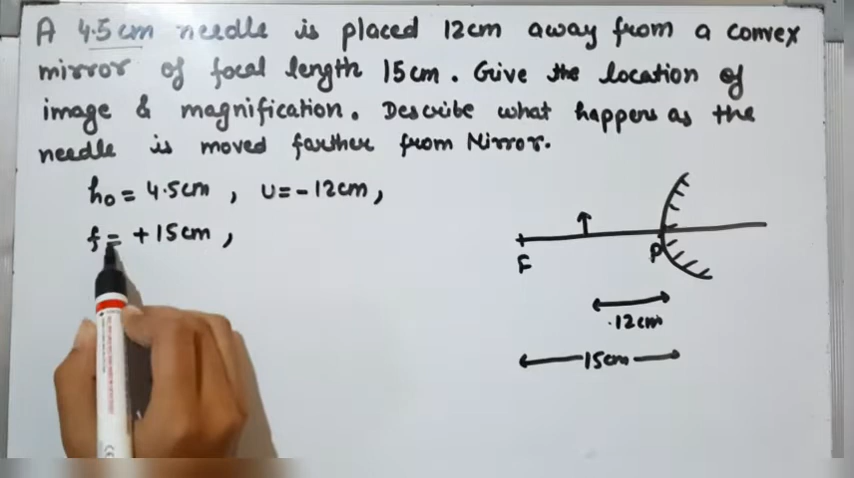 A 4.5cm needle is placed 12cm away from a convex
mirror of focal length 15cm. Give the location of
image & magnification. Describe what happens as the
needle is moved farther from Mirror.
ho = 4.5cm, u = -12cm,
f = +15cm,
F
P
12cm
15cm